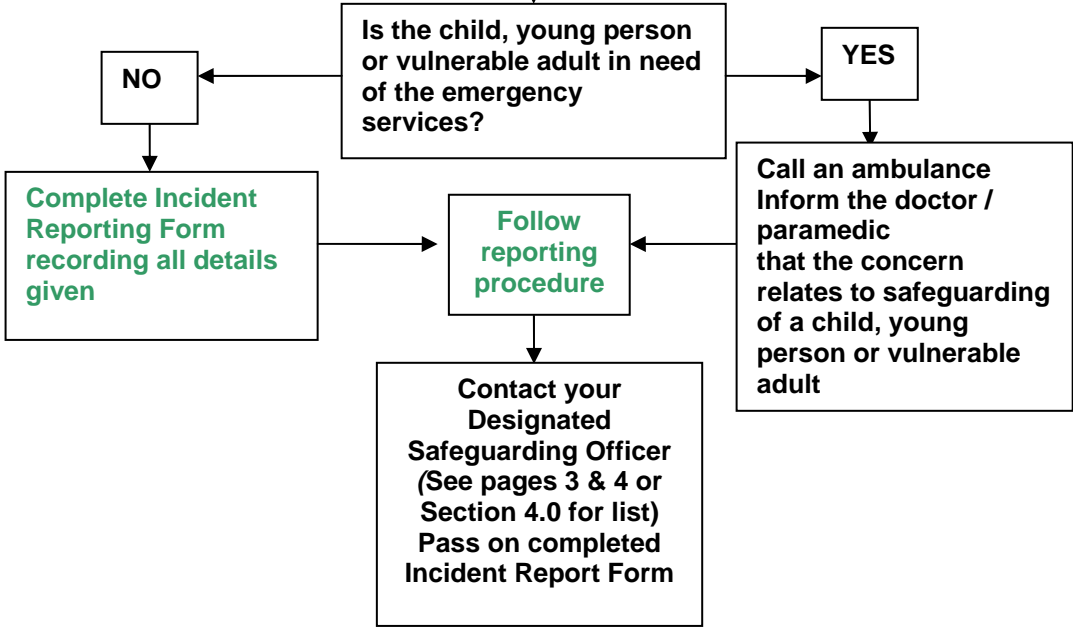 Is the child, young person
or vulnerable adult in need
of the emergency
services?
NO
YES
Complete Incident
Reporting Form
recording all details
given
Follow
reporting
procedure
Call an ambulance
Inform the doctor /
paramedic
that the concern
relates to safeguarding
of a child, young
person or vulnerable
adult
Contact your
Designated
Safeguarding Officer
(See pages 3 & 4 or
Section 4.0 for list)
Pass on completed
Incident Report Form